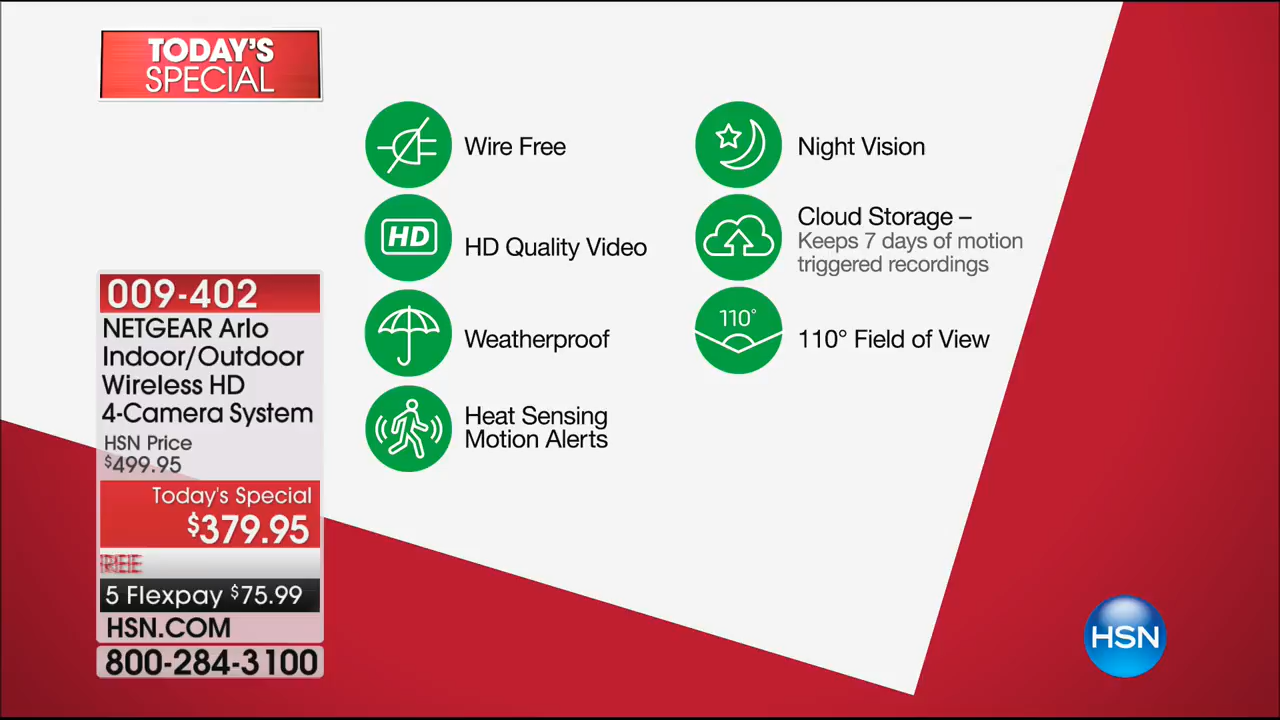 TODAY'S
SPECIAL
Wire Free
Night Vision
HD
HD Quality Video
Cloud Storage –
Keeps 7 days of motion
triggered recordings
Weatherproof
110°
110° Field of View
Heat Sensing
Motion Alerts
009-402
NETGEAR Arlo
Indoor/Outdoor
Wireless HD
4-Camera System
HSN Price
$499.95
Today's Special
$379.95
5 Flexpay $75.99
HSN.COM
800-284-3100
HSN